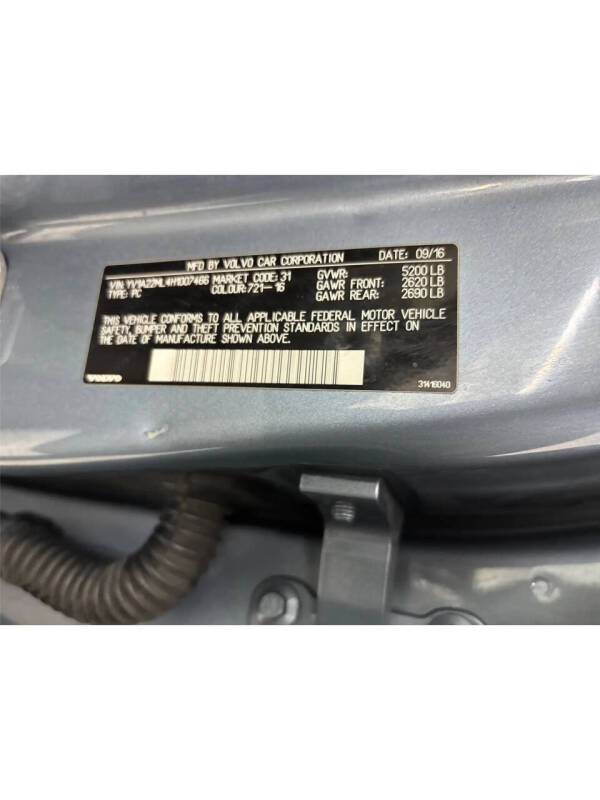 MFD BY VOLVO CAR CORPORATION DATE: 09/16
VIN: YV1A22ML4H1007466 MARKET CODE: 31 GVWR: 5200 LB
TYPE: PC COLOUR:721-16 GAWR FRONT: 2620 LB
GAWR REAR: 2690 LB
THIS VEHICLE CONFORMS TO ALL APPLICABLE FEDERAL MOTOR VEHICLE
SAFETY, BUMPER AND THEFT PREVENTION STANDARDS IN EFFECT ON
THE DATE OF MANUFACTURE SHOWN ABOVE.
VOLVO 31416040